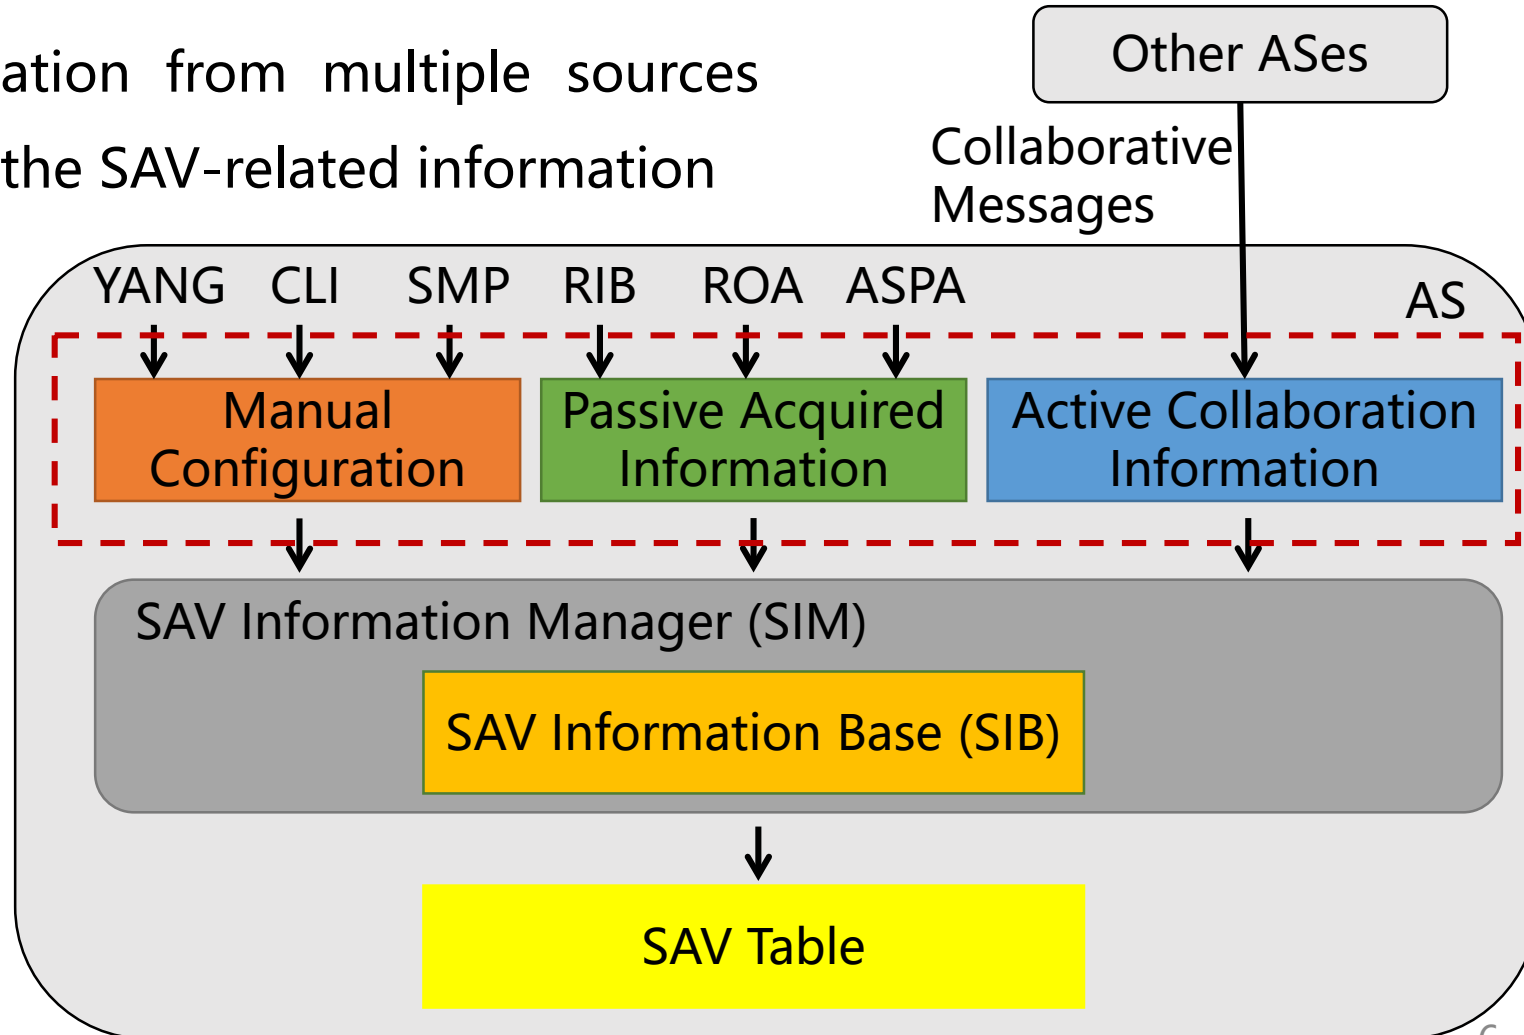 ation from multiple sources
the SAV-related information
Other ASes
Collaborative
Messages
YANG CLI SMP RIB ROA ASPA
AS
Manual
Configuration
Passive Acquired
Information
Active Collaboration
Information
SAV Information Manager (SIM)
SAV Information Base (SIB)
SAV Table